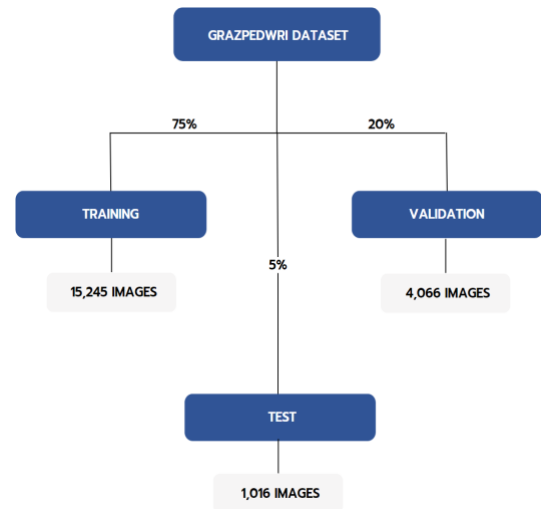 GRAZPEDWRI DATASET
75%
20%
TRAINING
VALIDATION
5%
15,245 IMAGES
4,066 IMAGES
TEST
1,016 IMAGES